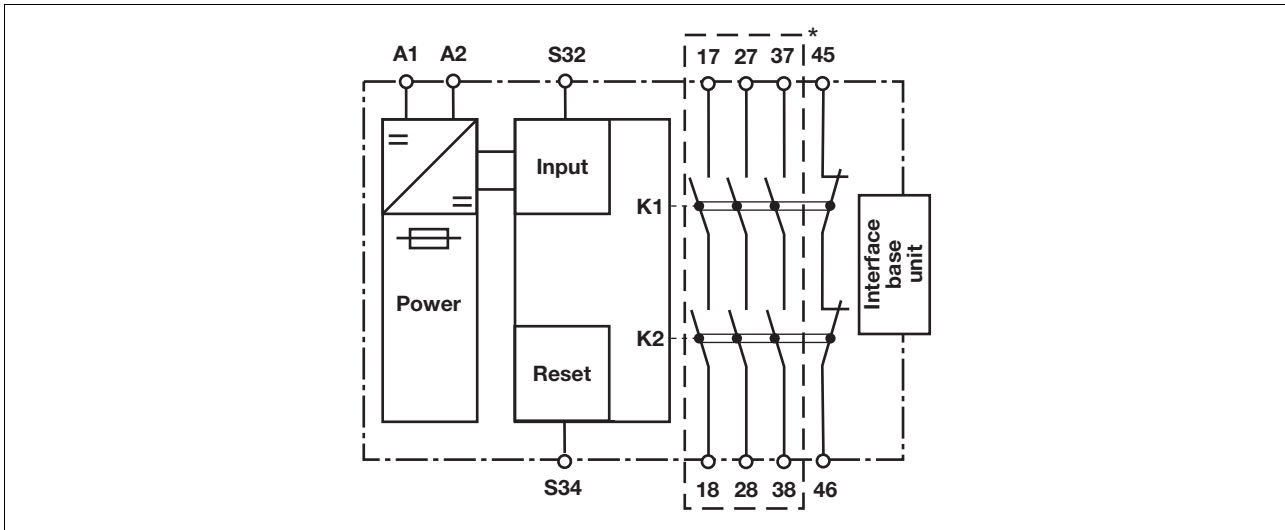 *
A1 A2 S32 17 27 37 45
Input
K1
Power
Interface
base
unit
K2
Reset
S34 18 28 38 46